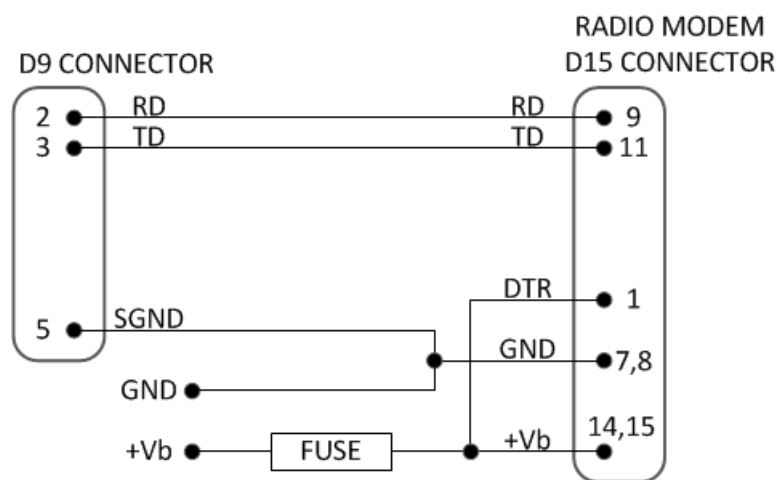 RADIO MODEM
D9 CONNECTOR
D15 CONNECTOR
2 RD RD 9
3 TD TD 11
DTR 1
5 SGND
GND 7,8
GND
14,15
+Vb FUSE +Vb